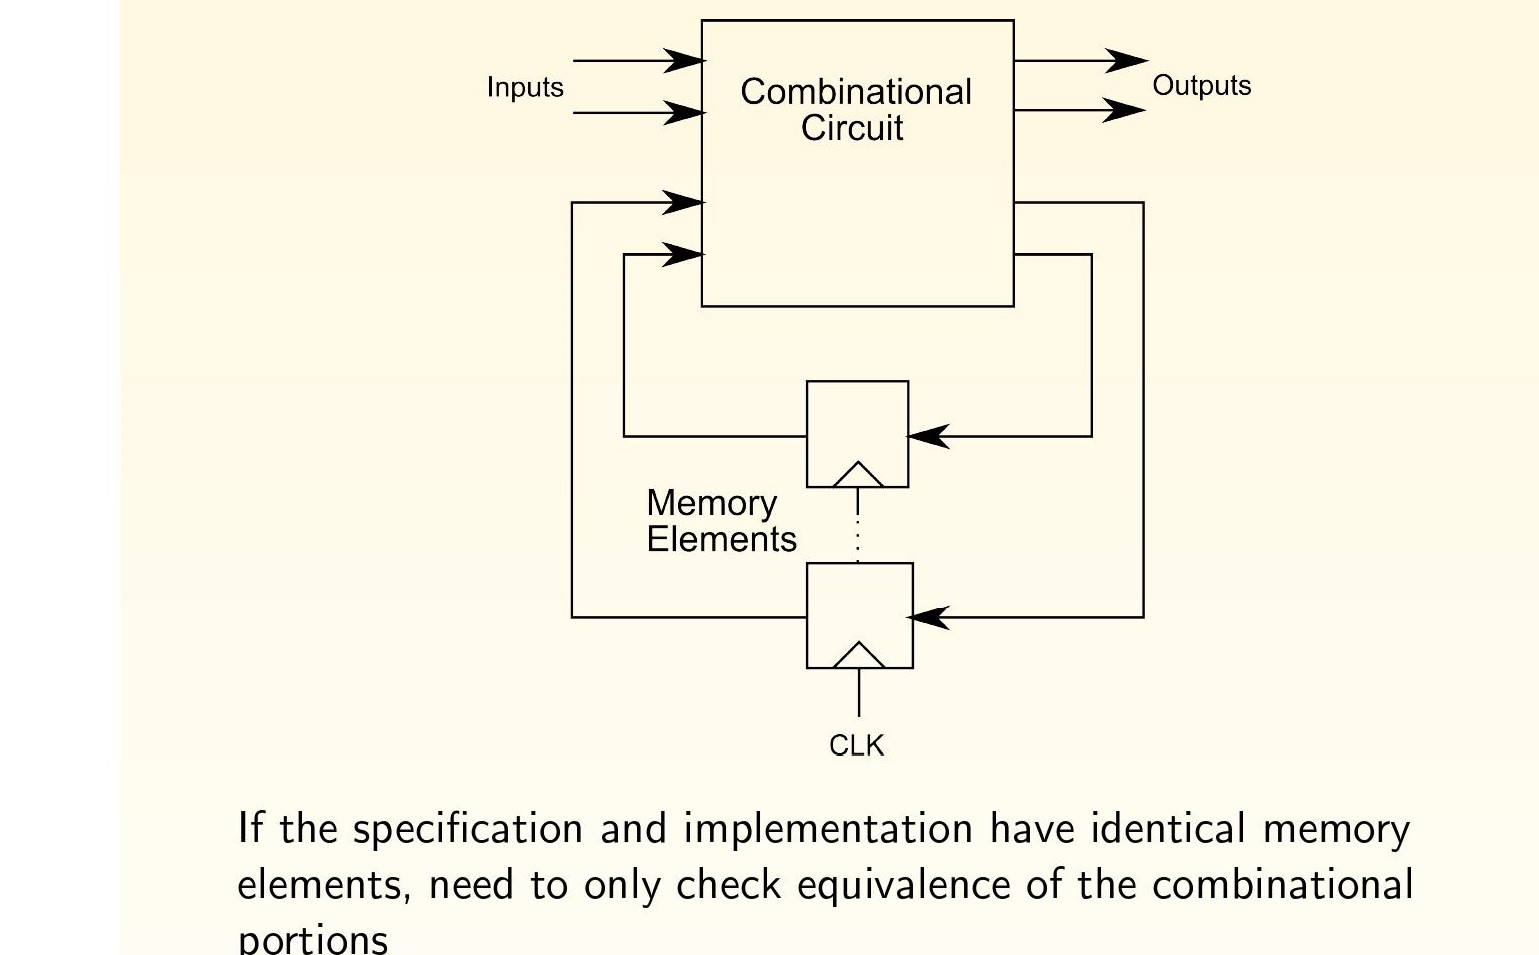 Inputs
Combinational
Circuit
Outputs
Memory
Elements
CLK
If the specification and implementation have identical memory
elements, need to only check equivalence of the combinational
portions